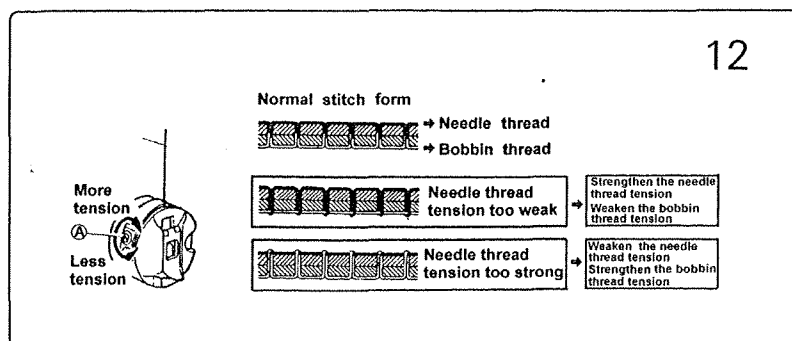 12
Normal stitch form
→ Needle thread
→ Bobbin thread
More
tension
Ⓐ
Less
tension
Needle thread
tension too weak
→
Strengthen the needle
thread tension
Weaken the bobbin
thread tension
Needle thread
tension too strong
→
Weaken the needle
thread tension
Strengthen the bobbin
thread tension